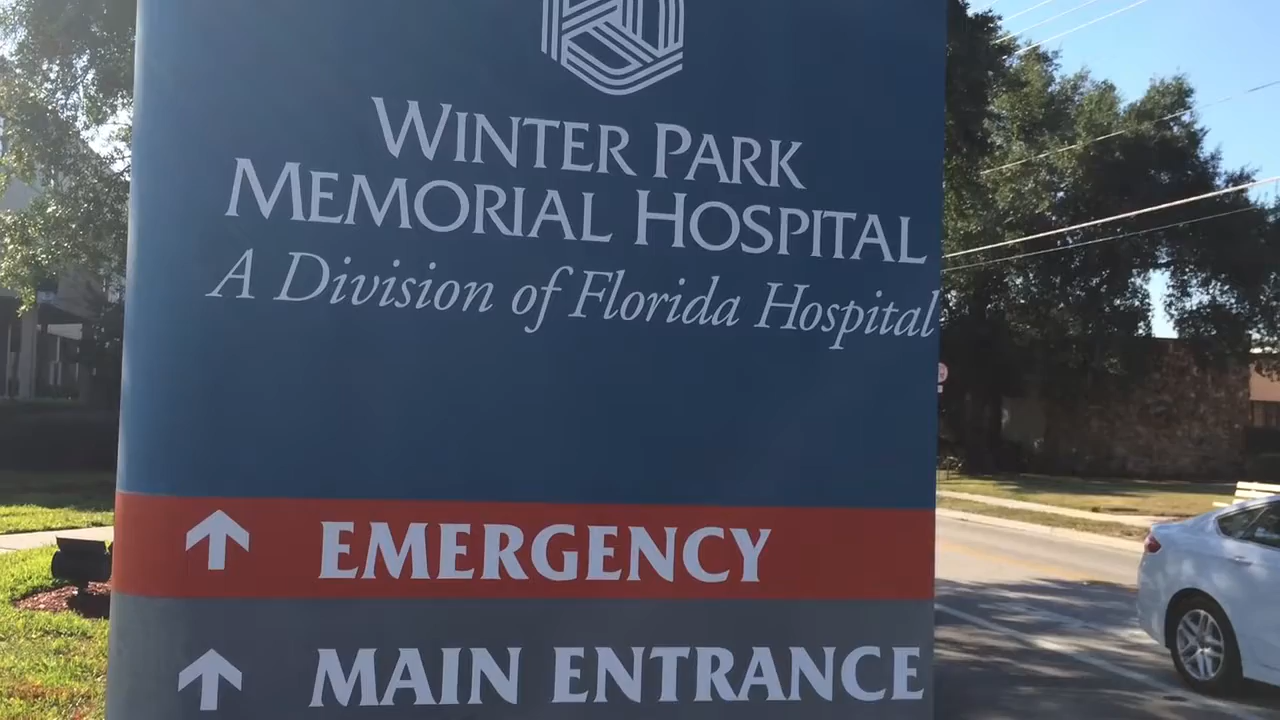 WINTER PARK
MEMORIAL HOSPITAL
A Division of Florida Hospital
EMERGENCY
MAIN ENTRANCE